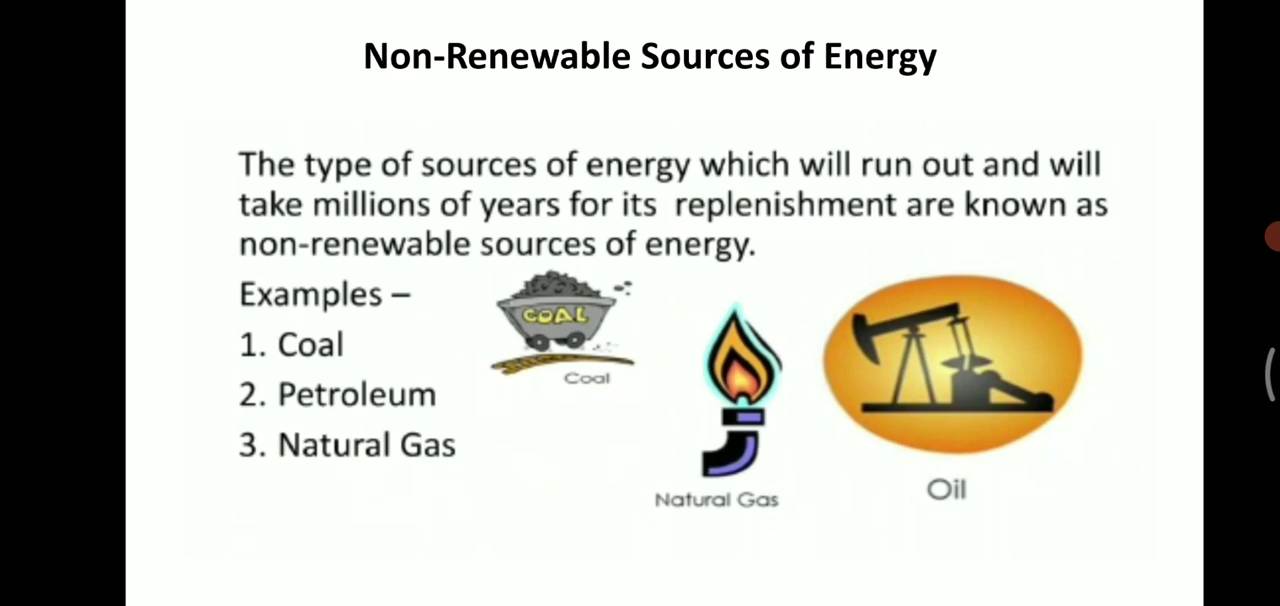 Non-Renewable Sources of Energy
The type of sources of energy which will run out and will
take millions of years for its replenishment are known as
non-renewable sources of energy.
Examples –
1. Coal
2. Petroleum
3. Natural Gas
COAL
Coal
Natural Gas
Oil